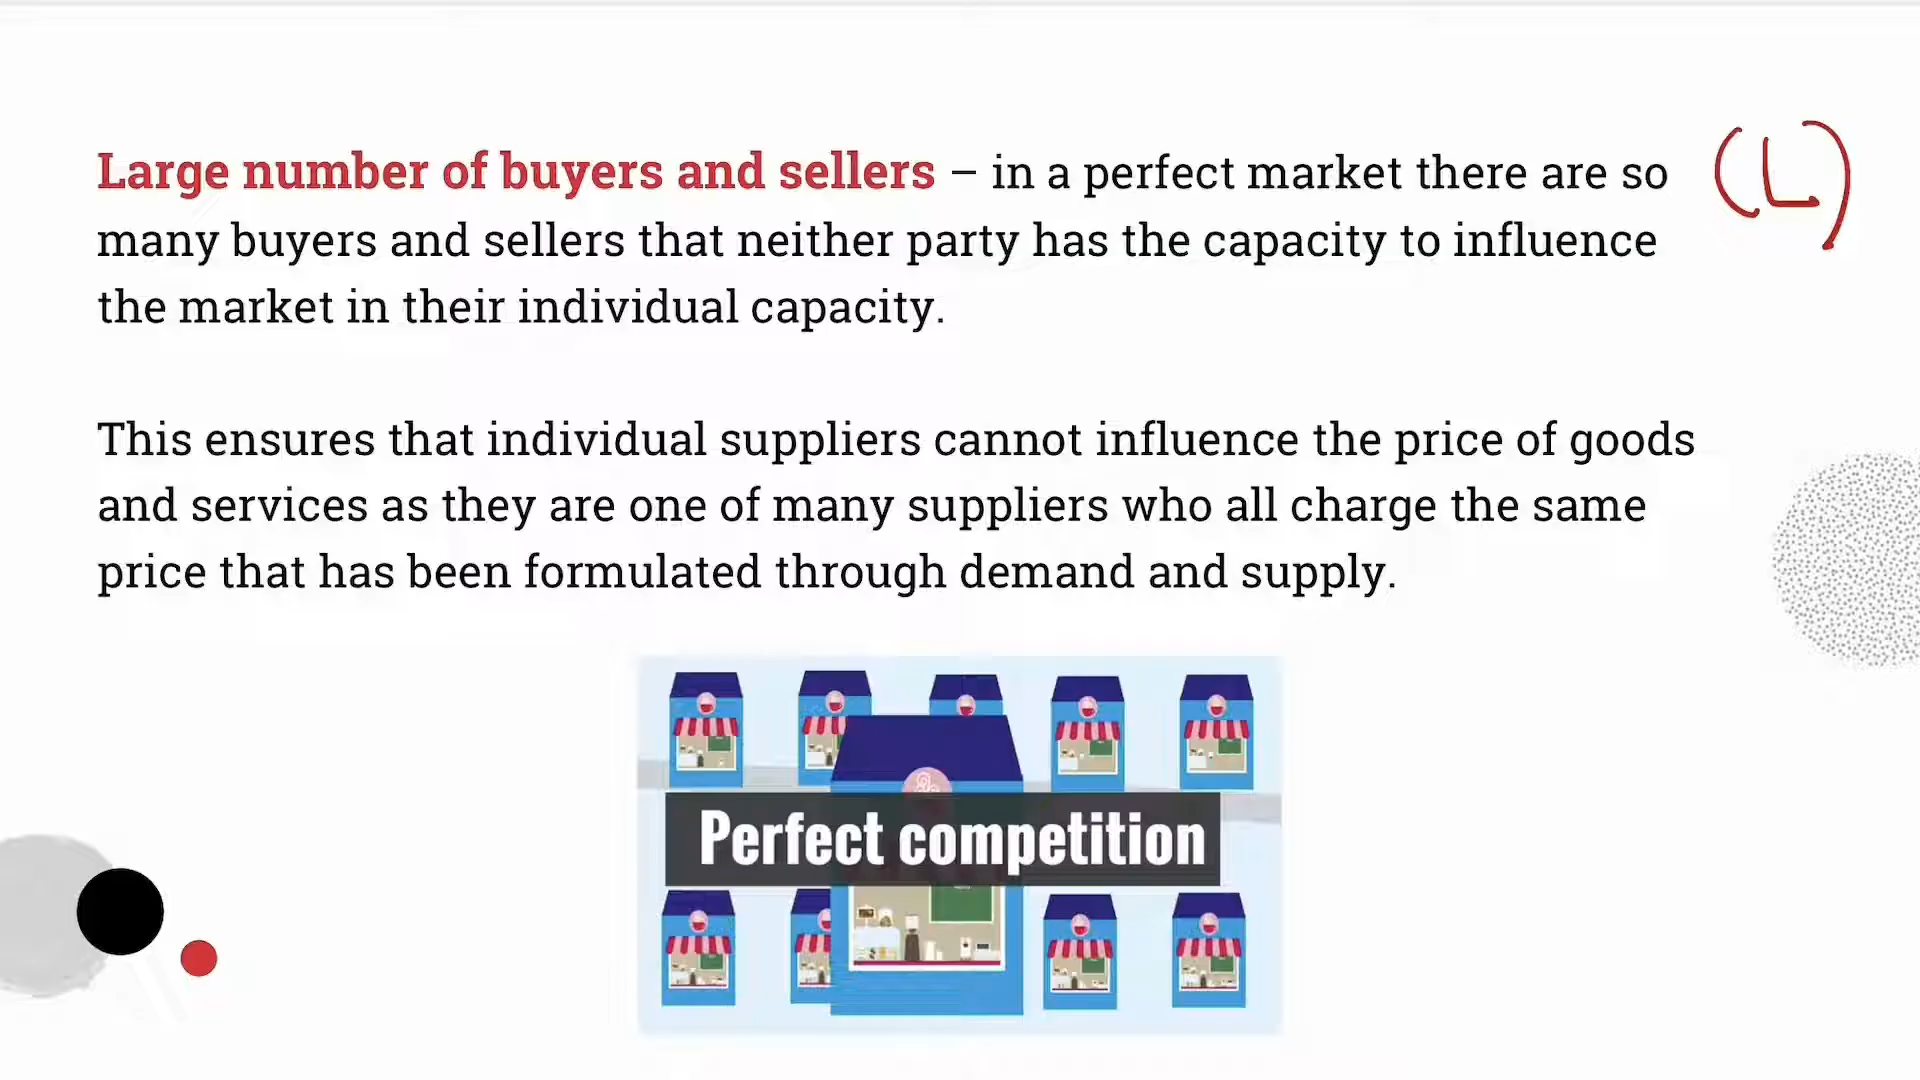 Large number of buyers and sellers – in a perfect market there are so
(L)
many buyers and sellers that neither party has the capacity to influence
the market in their individual capacity.
This ensures that individual suppliers cannot influence the price of goods
and services as they are one of many suppliers who all charge the same
price that has been formulated through demand and supply.
Perfect competition